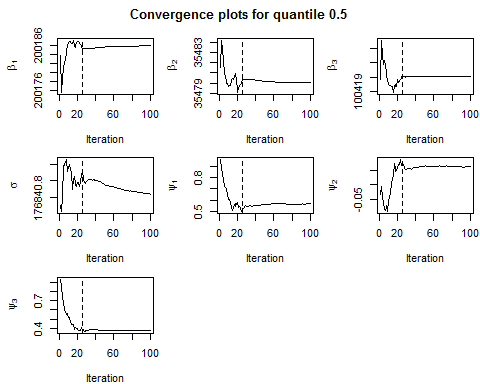 Convergence plots for quantile 0.5
β1
200176 200186
0 20 60 100
Iteration
β2
35479 35483
0 20 60 100
Iteration
β3
100419
0 20 60 100
Iteration
σ
176840.8
0 20 60 100
Iteration
ψ1
0.5 0.8
0 20 60 100
Iteration
ψ2
-0.05
0 20 60 100
Iteration
ψ3
0.4 0.7
0 20 60 100
Iteration